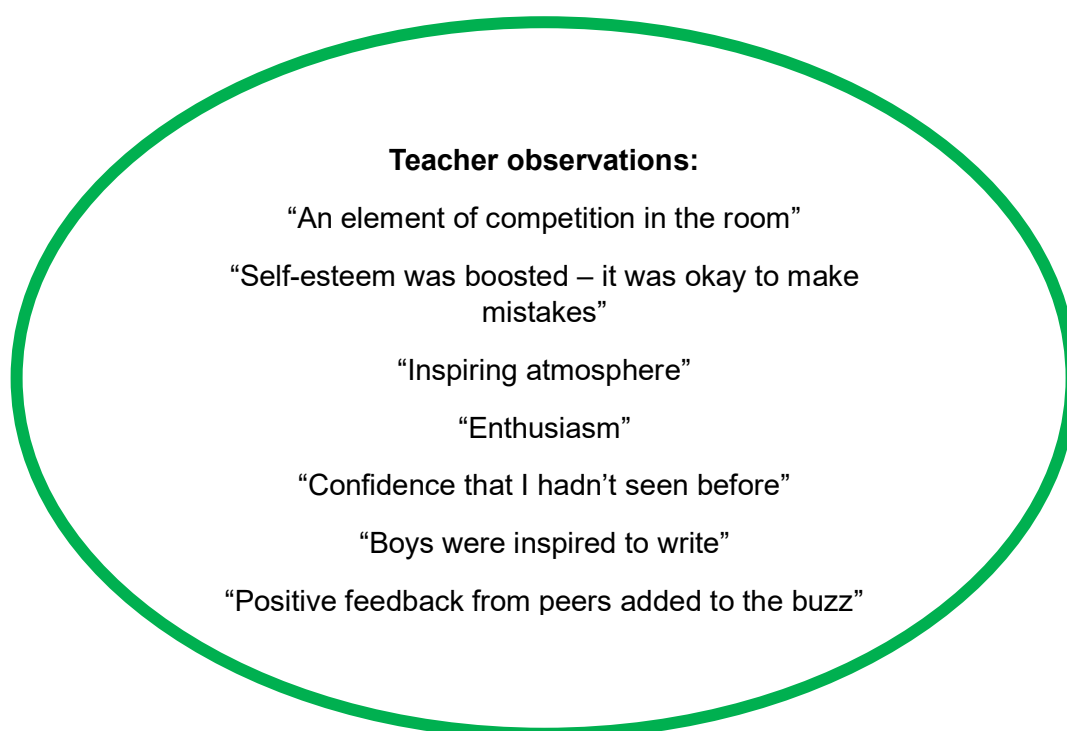 Teacher observations:
“An element of competition in the room”
“Self-esteem was boosted – it was okay to make
mistakes”
“Inspiring atmosphere”
“Enthusiasm”
“Confidence that I hadn’t seen before”
“Boys were inspired to write”
“Positive feedback from peers added to the buzz”